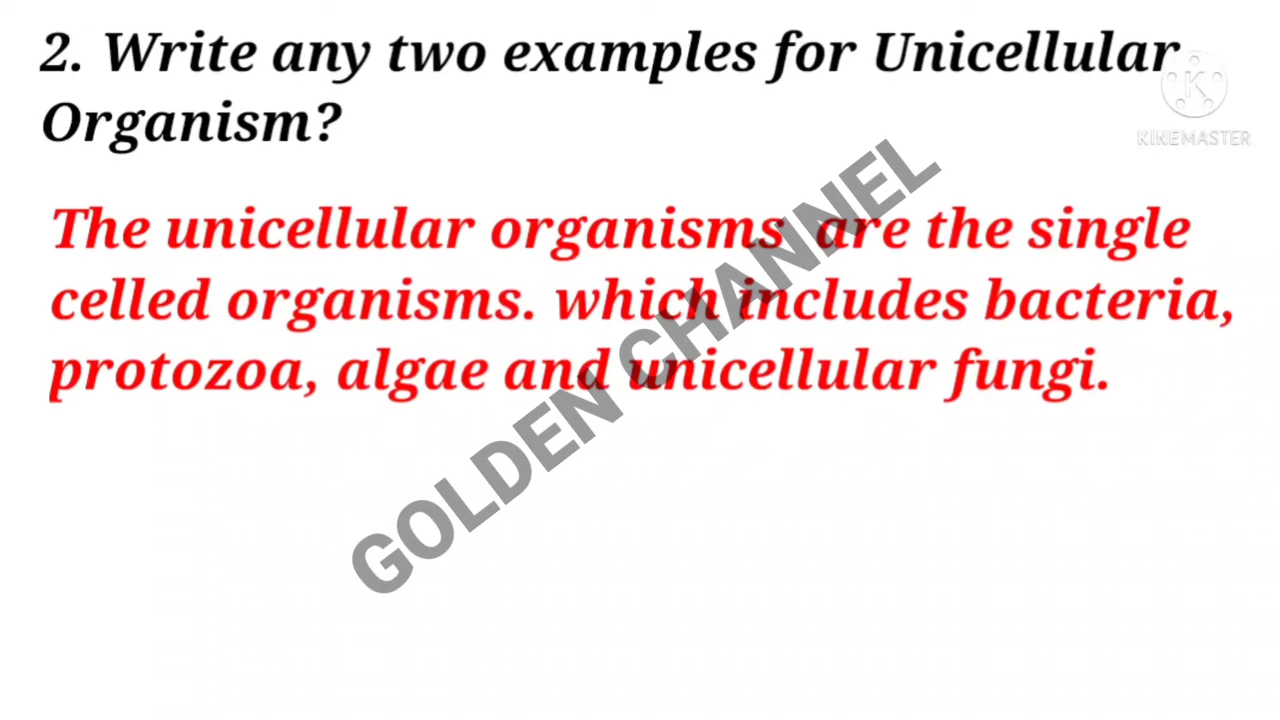 2. Write any two examples for Unicellular
Organism?
KINEMASTER
The unicellular organisms are the single
celled organisms. which includes bacteria,
protozoa, algae and unicellular fungi.
GOLDEN CHANNEL